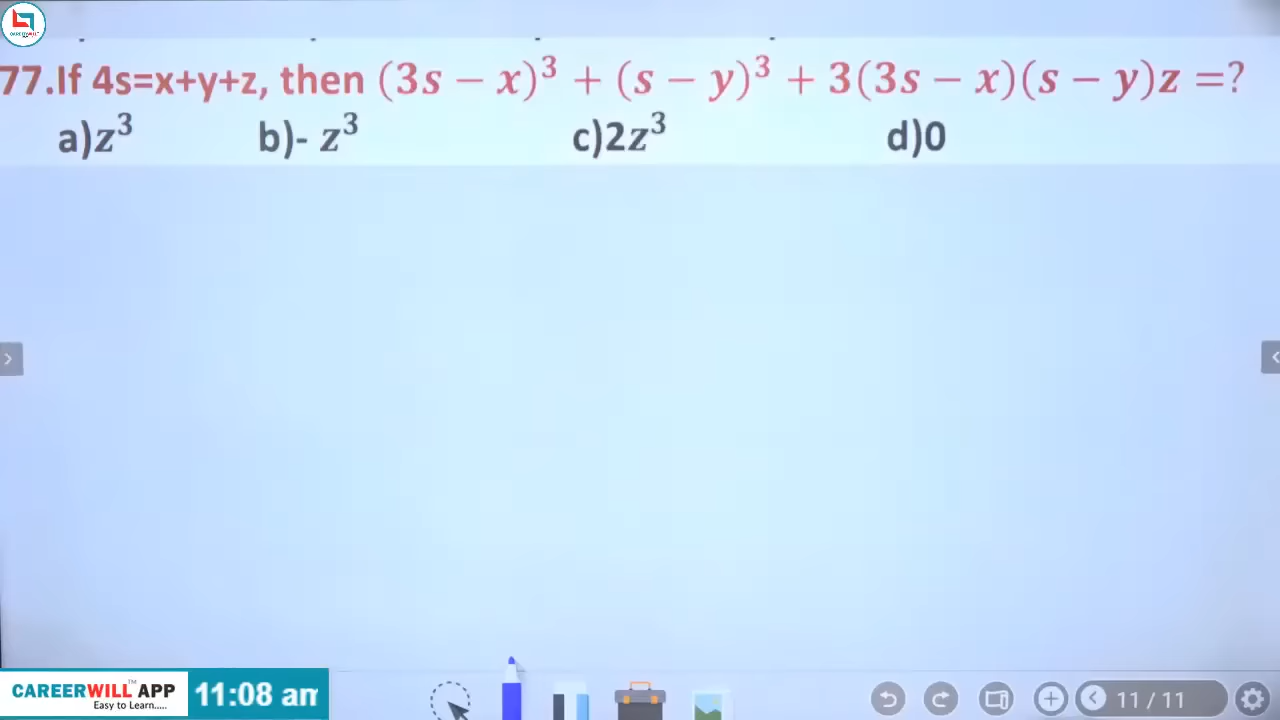 CAREERWILL
77.If 4s=x+y+z, then (3s − x)³ + (s − y)³ + 3(3s − x)(s − y)z =?
a)z³ b)- z³ c)2z³ d)0
CAREERWILL™APP
Easy to Learn.....
11:08 am
11 / 11